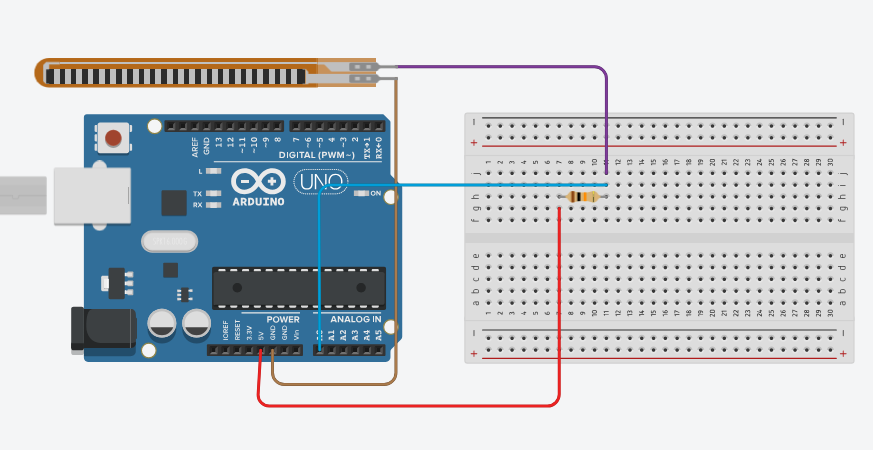 AREF
GND
13
12
~11
~10
~9
8
7
~6
~5
4
~3
2
TX→1
RX←0
DIGITAL (PWM~)
L
TX
RX
UNO
ON
ARDUINO
POWER
ANALOG IN
IOREF
RESET
3.3V
5V
GND
GND
Vin
A1
A2
A3
A4
A5
− −
+ +
1 2 3 4 5 6 7 8 9 10 11 12 13 14 15 16 17 18 19 20 21 22 23 24 25 26 27 28 29 30
j j
i i
h h
g g
f f
e e
d d
c c
b b
a a
1 2 3 4 5 6 7 8 9 10 11 12 13 14 15 16 17 18 19 20 21 22 23 24 25 26 27 28 29 30
− −
+ +